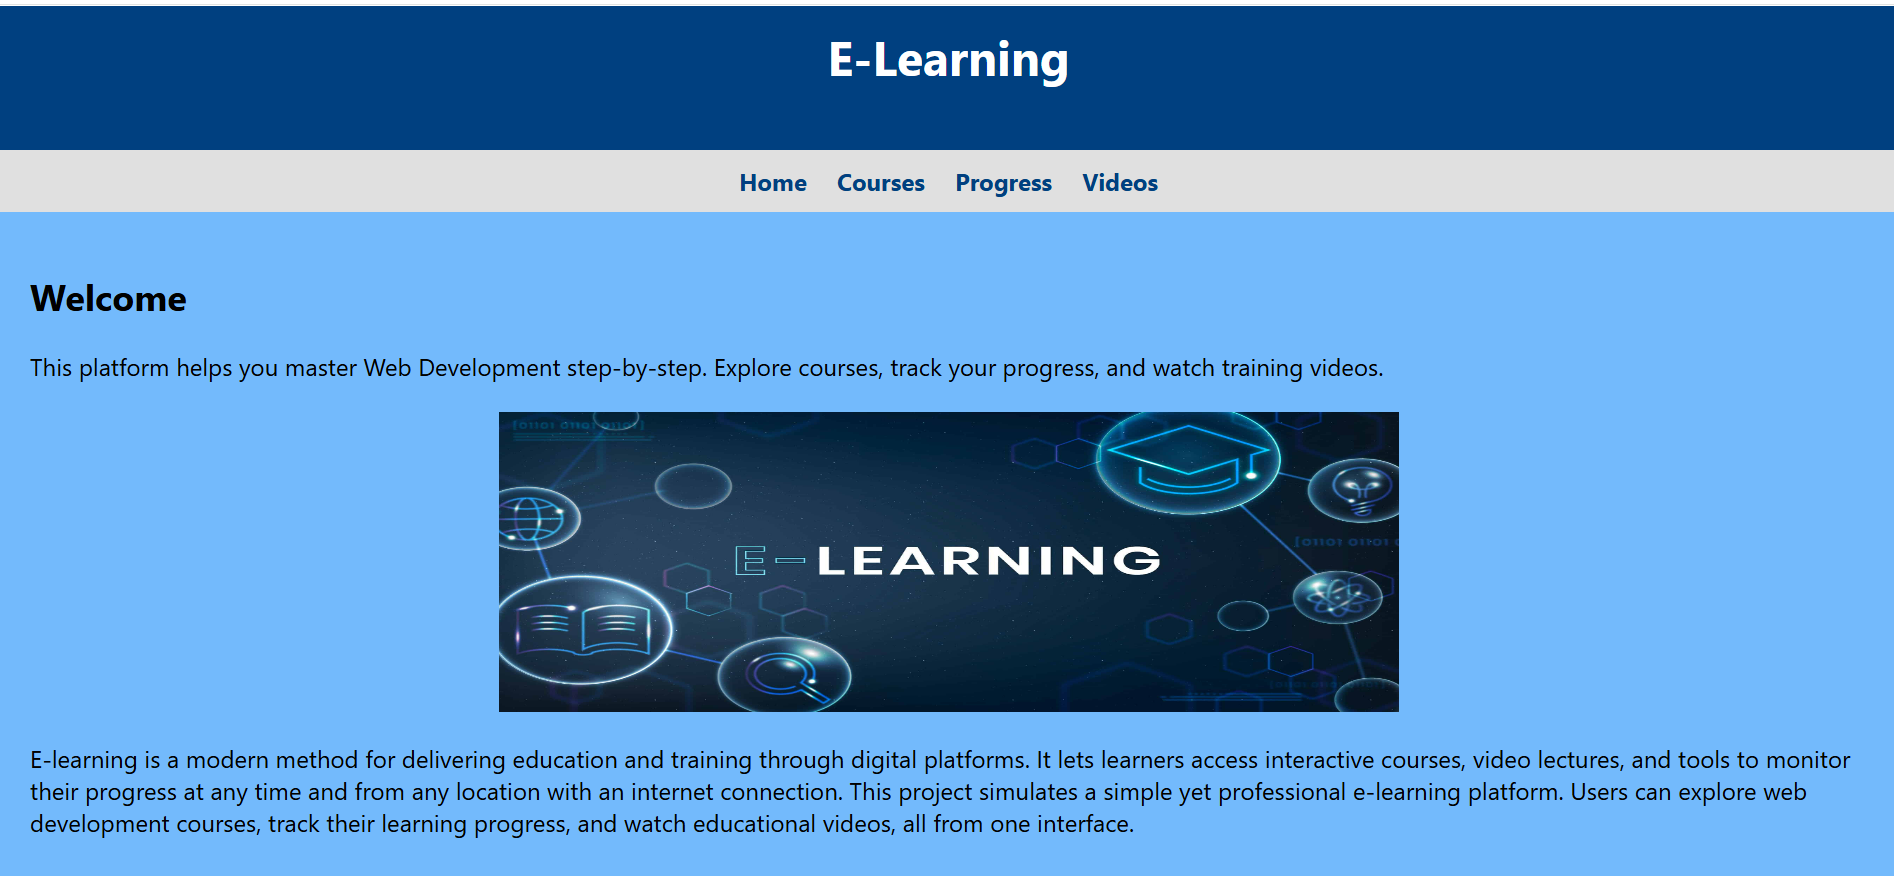 E-Learning
Home Courses Progress Videos
Welcome
This platform helps you master Web Development step-by-step. Explore courses, track your progress, and watch training videos.
[01101 01101 01101]
E-LEARNING
[01101 01101
E-learning is a modern method for delivering education and training through digital platforms. It lets learners access interactive courses, video lectures, and tools to monitor
their progress at any time and from any location with an internet connection. This project simulates a simple yet professional e-learning platform. Users can explore web
development courses, track their learning progress, and watch educational videos, all from one interface.